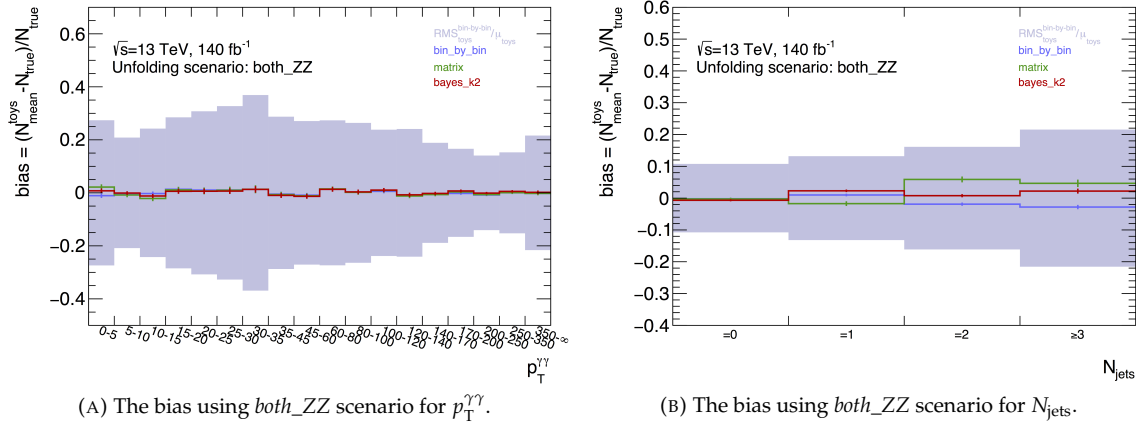 bias = (N^toys_mean - N_true)/N_true
0.6
0.4
0.2
0
−0.2
−0.4
√s=13 TeV, 140 fb⁻¹
Unfolding scenario: both_ZZ
RMS^bin-by-bin_toys/μ_toys
bin_by_bin
matrix
bayes_k2
0-5 5-10 10-15 15-20 20-25 25-30 30-35 35-45 45-60 60-80 80-100 100-120 120-140 140-170 170-200 200-250 250-350 350-∞
p_T^γγ
(A) The bias using both_ZZ scenario for p_T^γγ.
bias = (N^toys_mean - N_true)/N_true
0.6
0.5
0.4
0.3
0.2
0.1
0
−0.1
−0.2
−0.3
−0.4
√s=13 TeV, 140 fb⁻¹
Unfolding scenario: both_ZZ
RMS^bin-by-bin_toys/μ_toys
bin_by_bin
matrix
bayes_k2
=0 =1 =2 ≥3
N_jets
(B) The bias using both_ZZ scenario for N_jets.